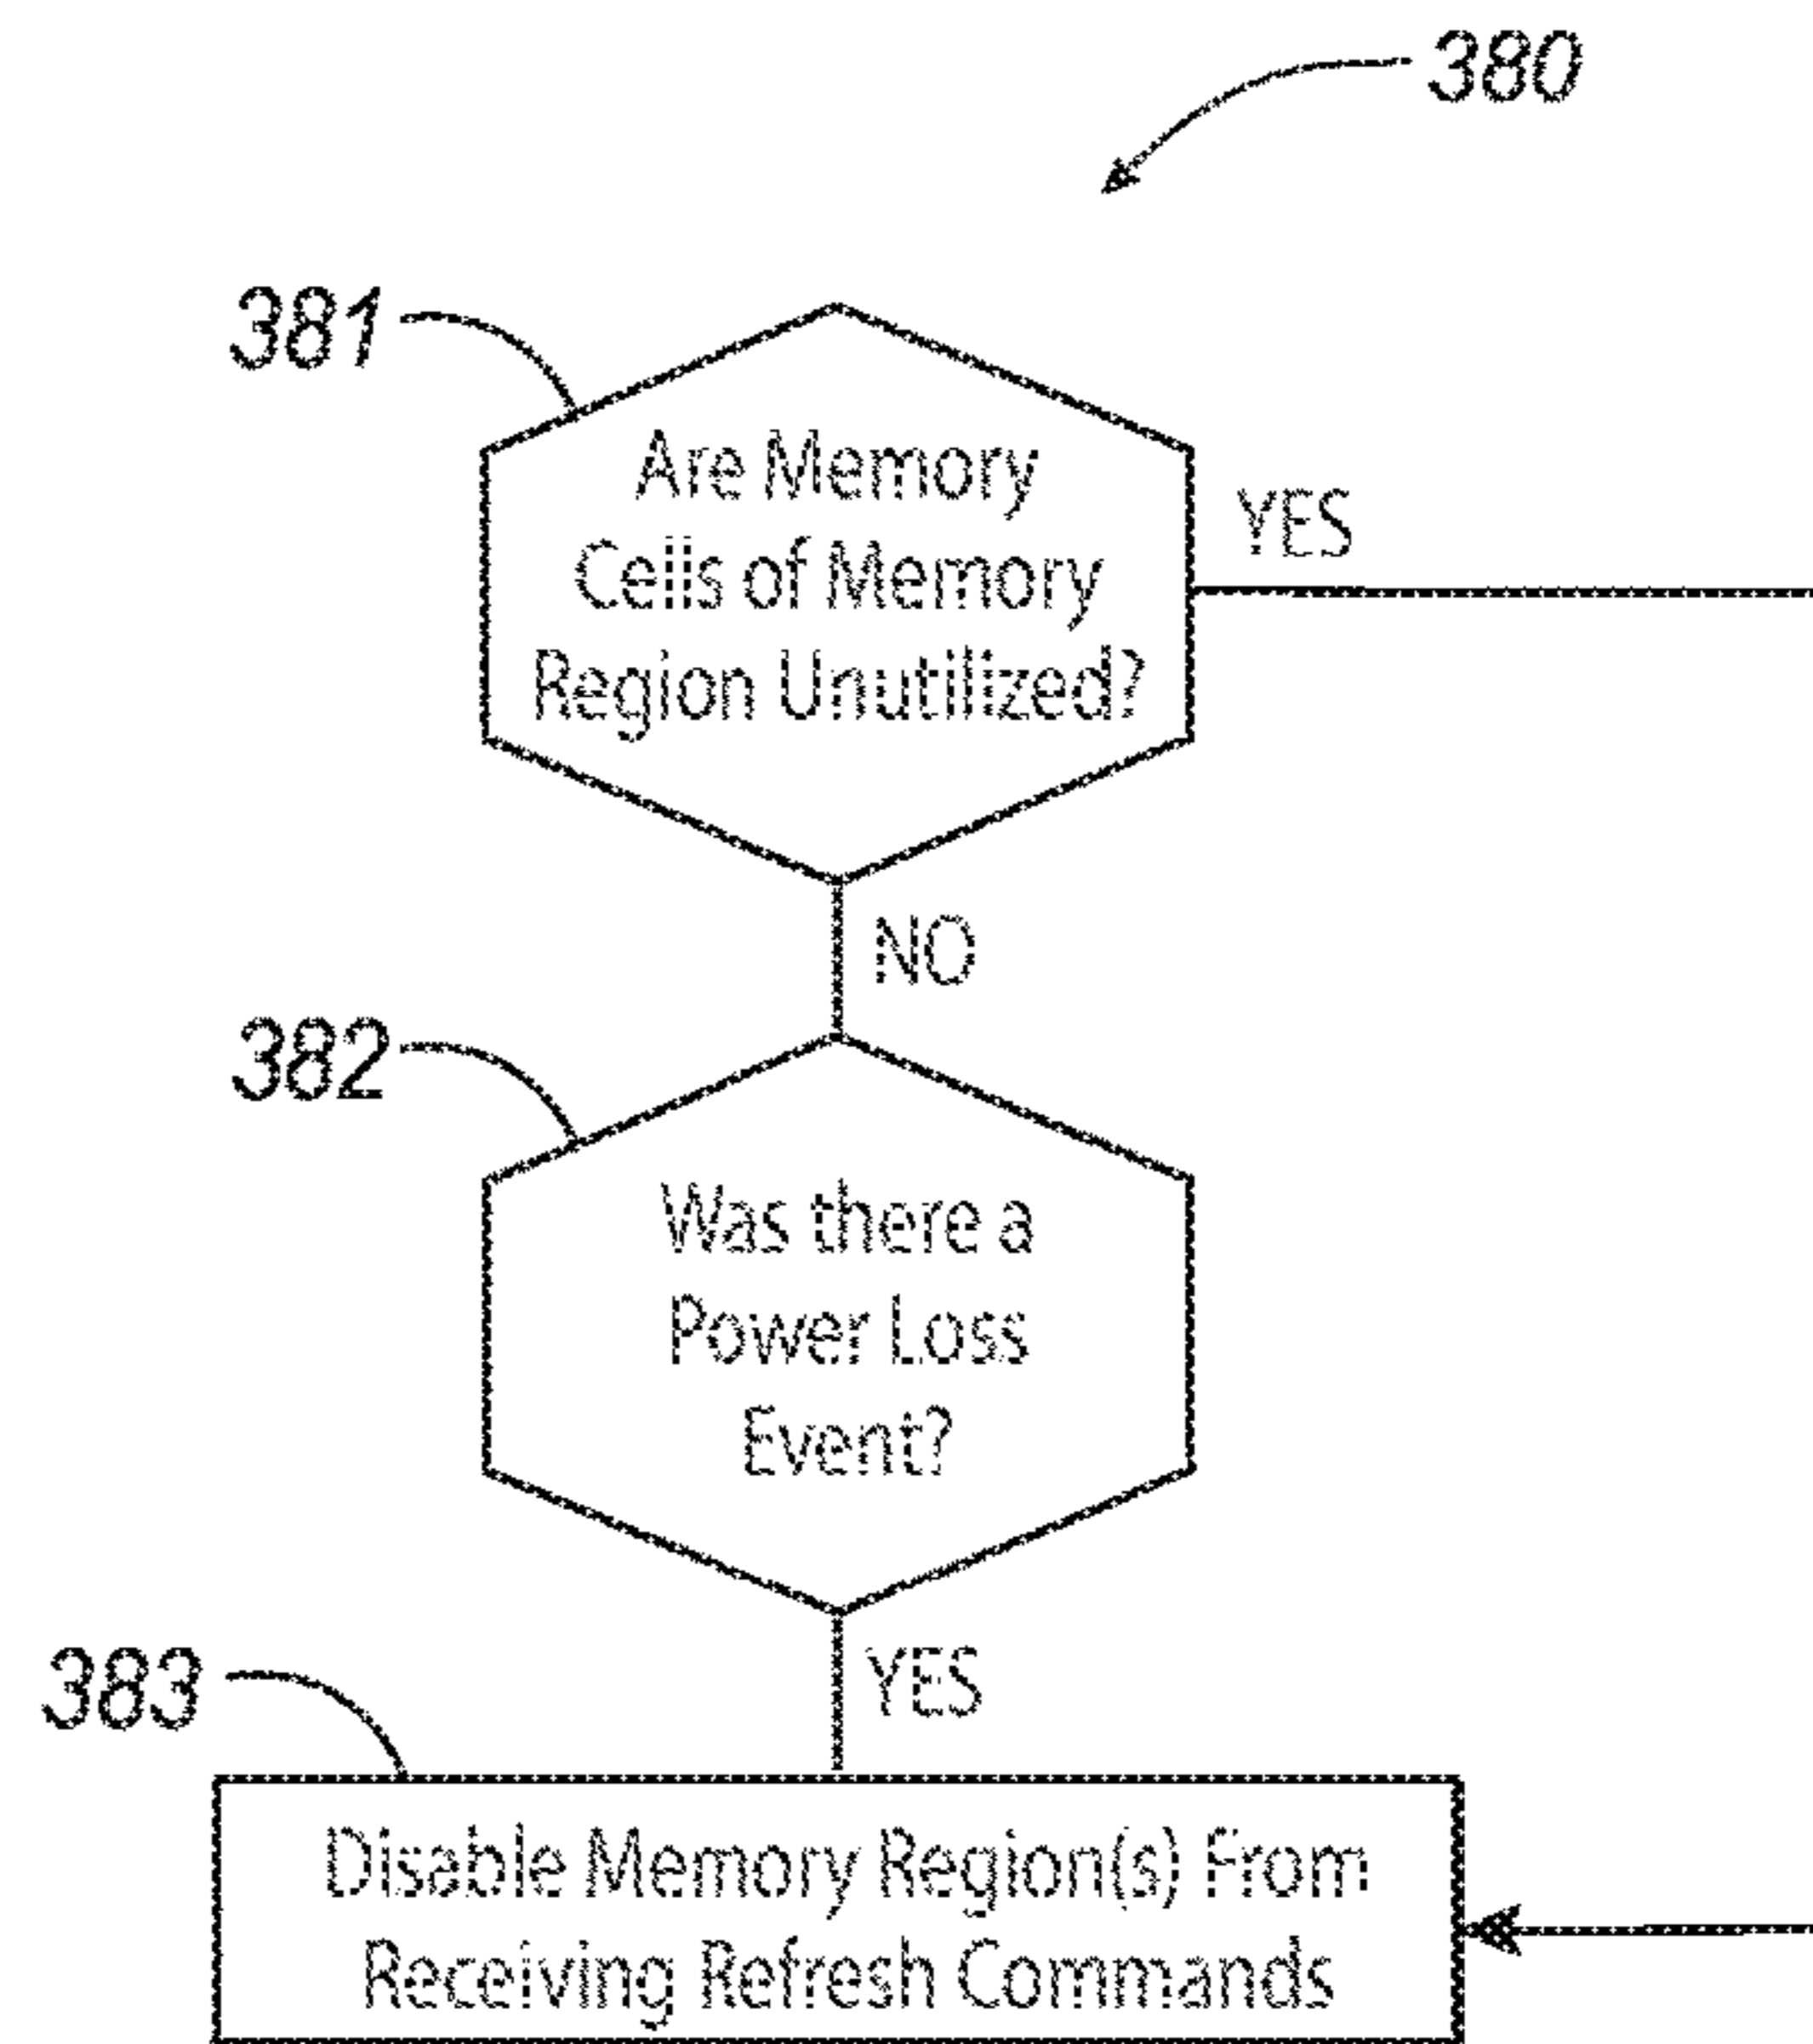 380
381
Are Memory
Cells of Memory
Region Unutilized?
YES
NO
382
Was there a
Power Loss
Event?
YES
383
Disable Memory Region(s) From
Receiving Refresh Commands